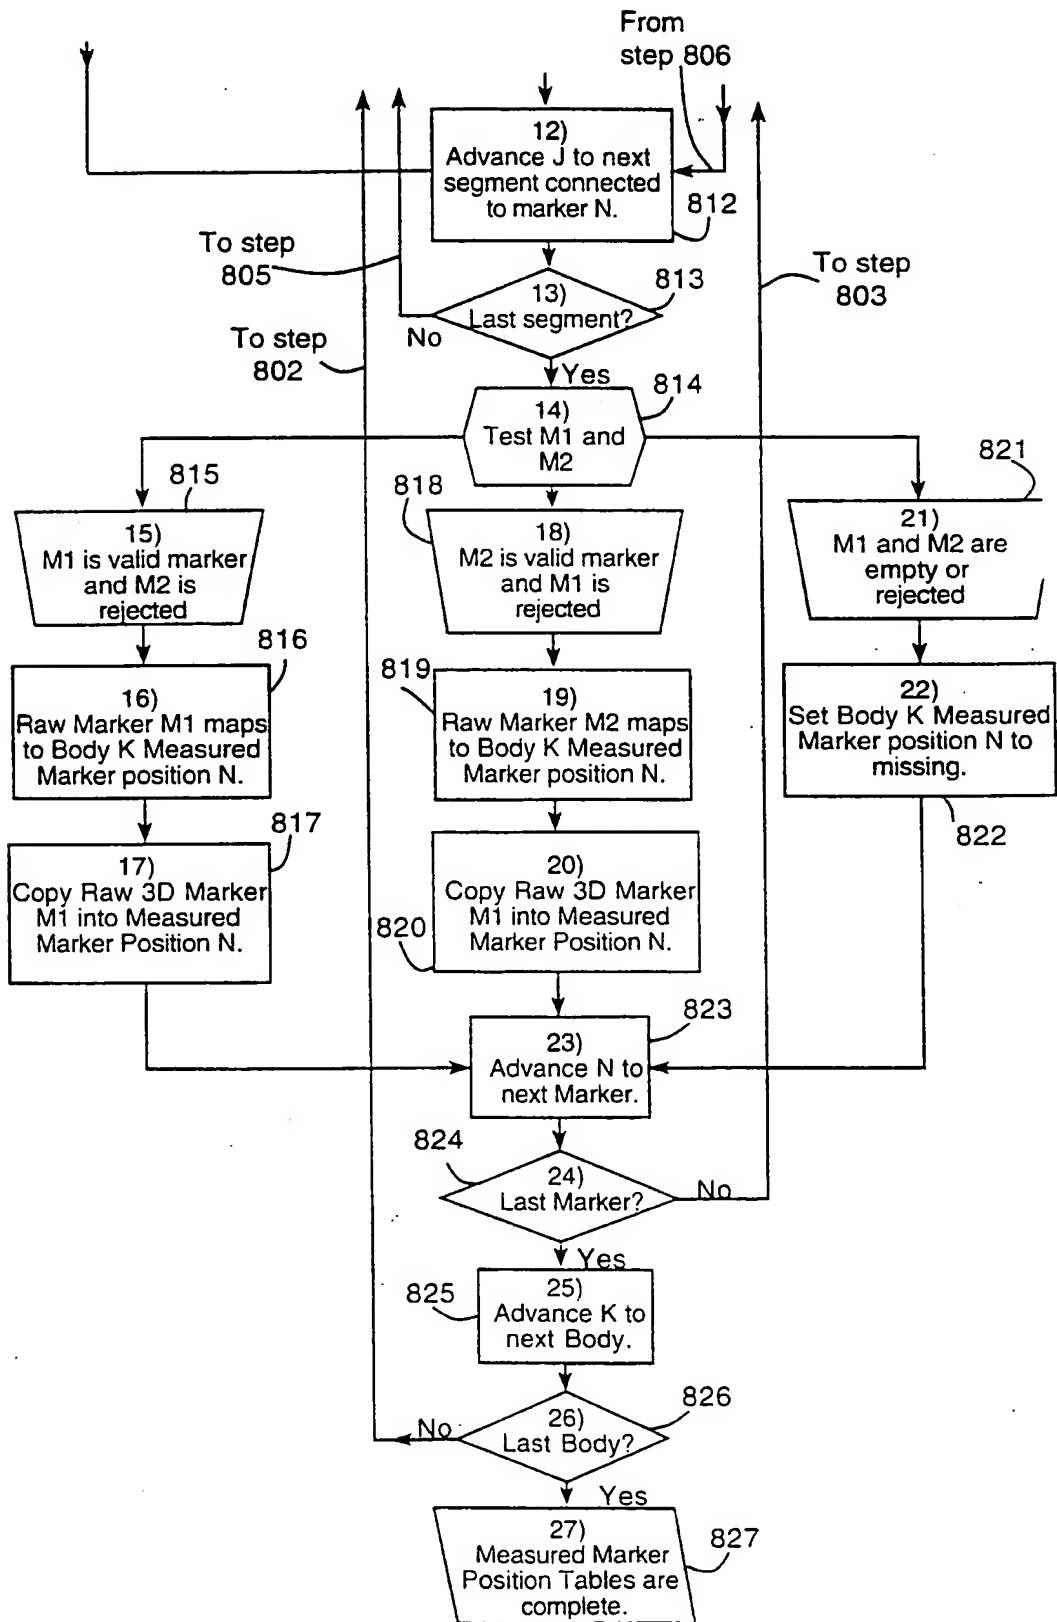 From
step 806
12)
Advance J to next
segment connected
to marker N.
812
To step
805
13)
Last segment?
813
No
To step
803
To step
802
Yes
14)
Test M1 and
M2
814
815
15)
M1 is valid marker
and M2 is
rejected
818
18)
M2 is valid marker
and M1 is
rejected
821
21)
M1 and M2 are
empty or
rejected
816
16)
Raw Marker M1 maps
to Body K Measured
Marker position N.
819
19)
Raw Marker M2 maps
to Body K Measured
Marker position N.
22)
Set Body K Measured
Marker position N to
missing.
822
817
17)
Copy Raw 3D Marker
M1 into Measured
Marker Position N.
20)
Copy Raw 3D Marker
M1 into Measured
Marker Position N.
820
823
23)
Advance N to
next Marker.
824
24)
Last Marker?
No
Yes
825
25)
Advance K to
next Body.
826
26)
Last Body?
No
Yes
27)
Measured Marker
Position Tables are
complete.
827